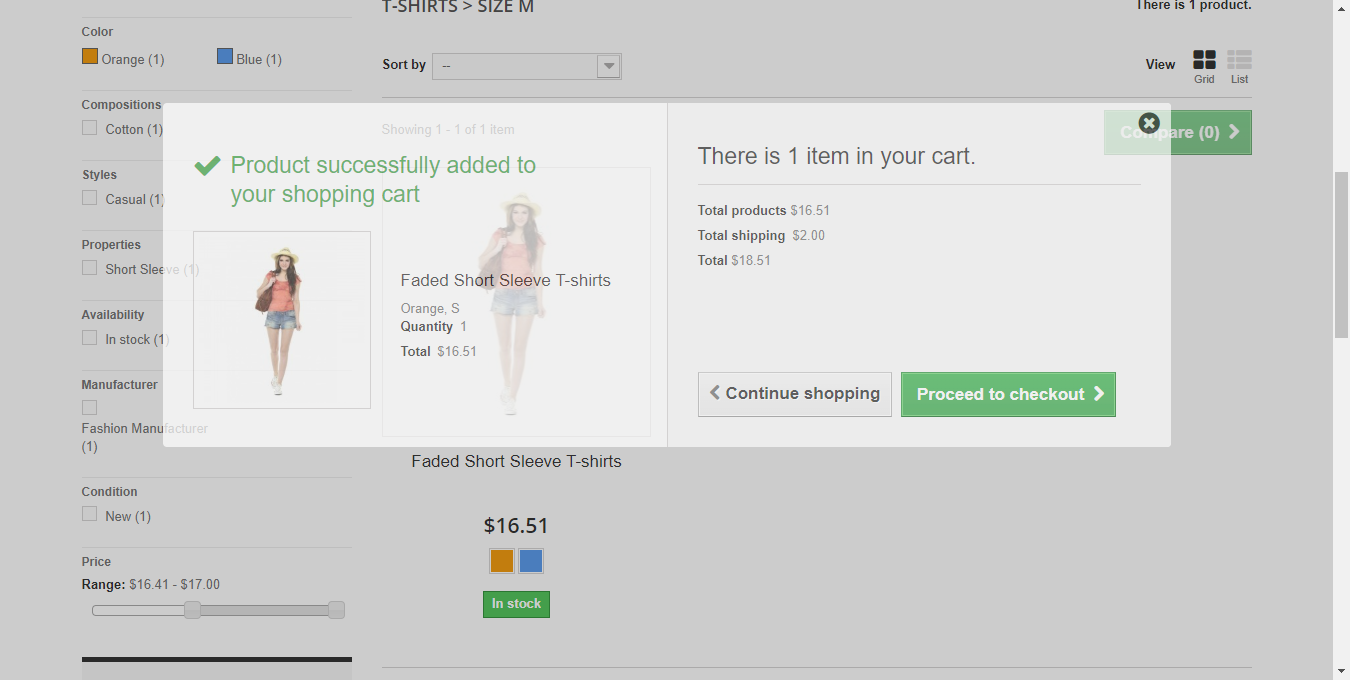 T-SHIRTS > SIZE M
There is 1 product.
Color
Orange (1)
Blue (1)
Sort by
--
View
Grid
List
Compositions
Cotton (1)
Styles
Casual (1)
Properties
Short Sleeve (1)
Availability
In stock (1)
Manufacturer
Fashion Manufacturer
(1)
Condition
New (1)
Price
Range: $16.41 - $17.00
Showing 1 - 1 of 1 item
Compare (0)
Product successfully added to
your shopping cart
Faded Short Sleeve T-shirts
Orange, S
Quantity 1
Total $16.51
There is 1 item in your cart.
Total products $16.51
Total shipping $2.00
Total $18.51
Continue shopping
Proceed to checkout
Faded Short Sleeve T-shirts
$16.51
In stock